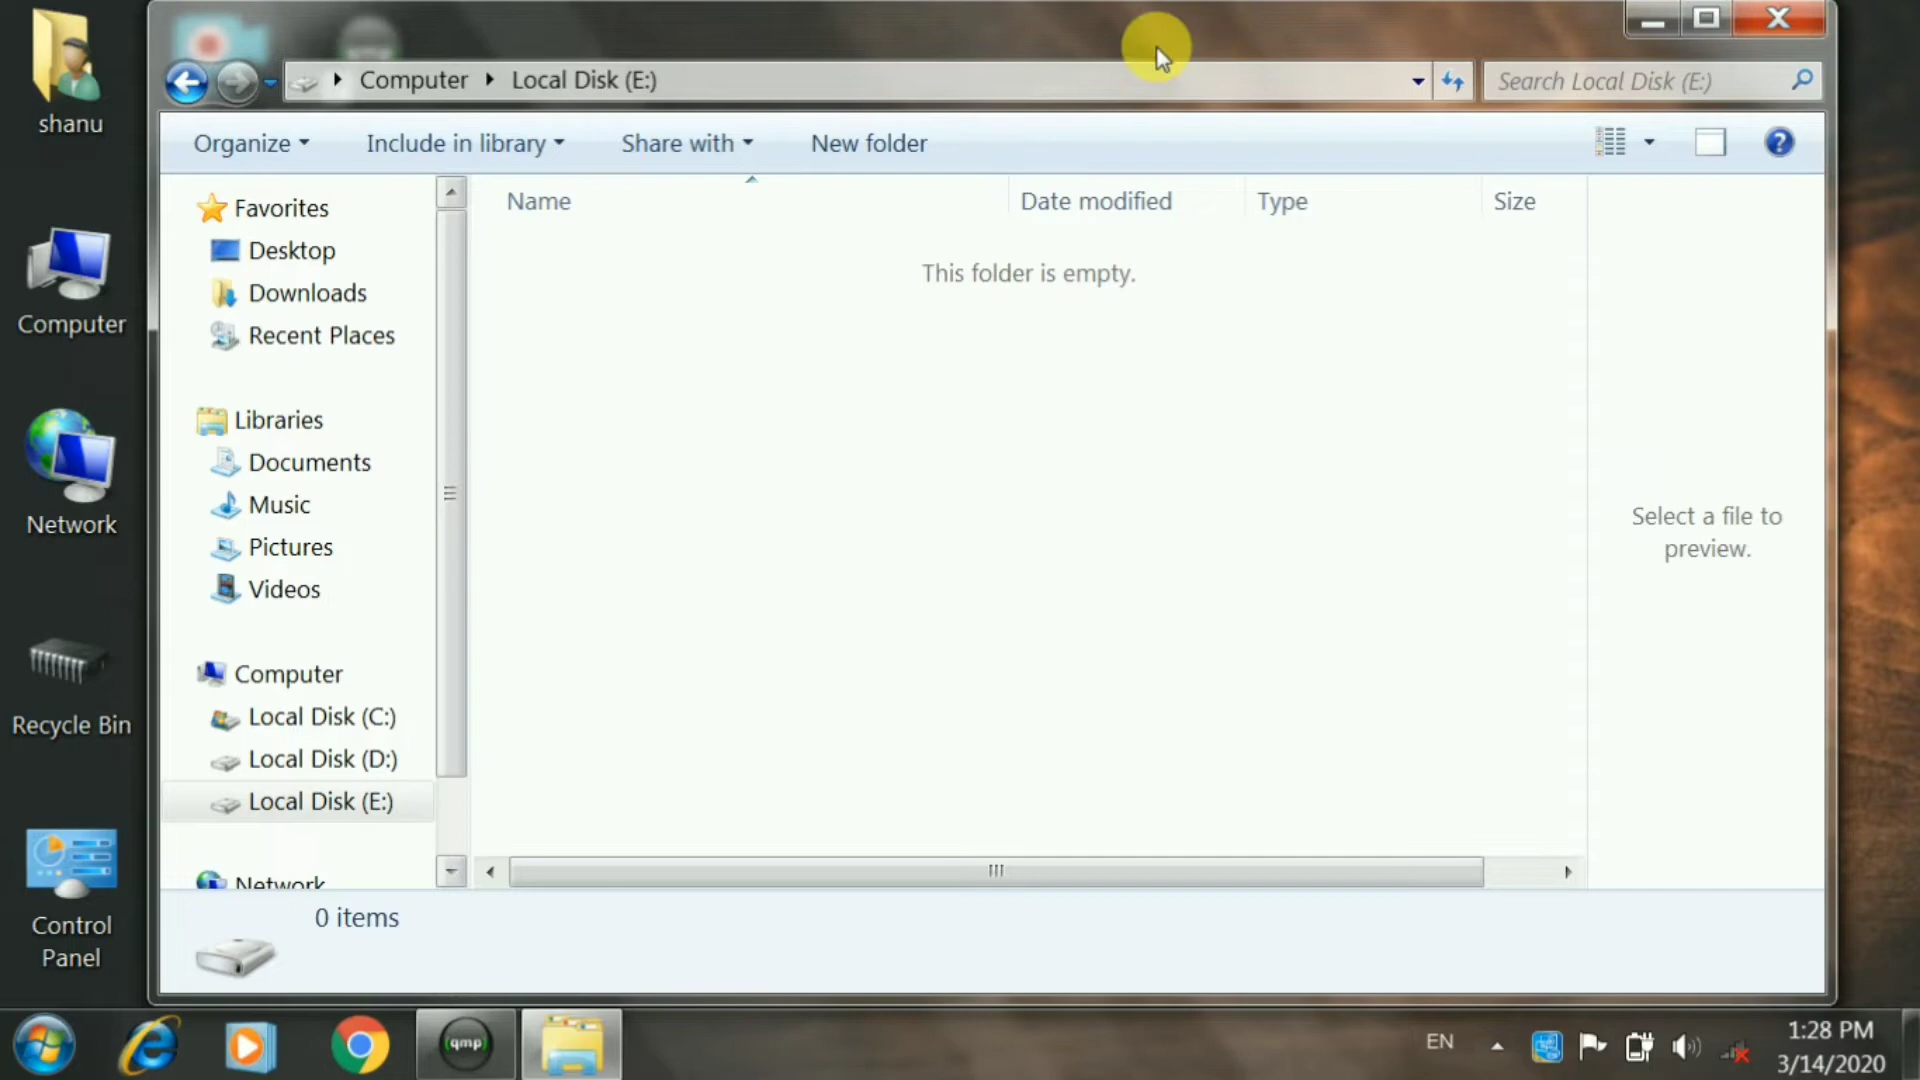 shanu
Computer
Network
Recycle Bin
Control
Panel
Computer
Local Disk (E:)
Search Local Disk (E:)
Organize
Include in library
Share with
New folder
Favorites
Desktop
Downloads
Recent Places
Libraries
Documents
Music
Pictures
Videos
Computer
Local Disk (C:)
Local Disk (D:)
Local Disk (E:)
Network
Name
Date modified
Type
Size
This folder is empty.
Select a file to
preview.
0 items
qmp
EN
1:28 PM
3/14/2020